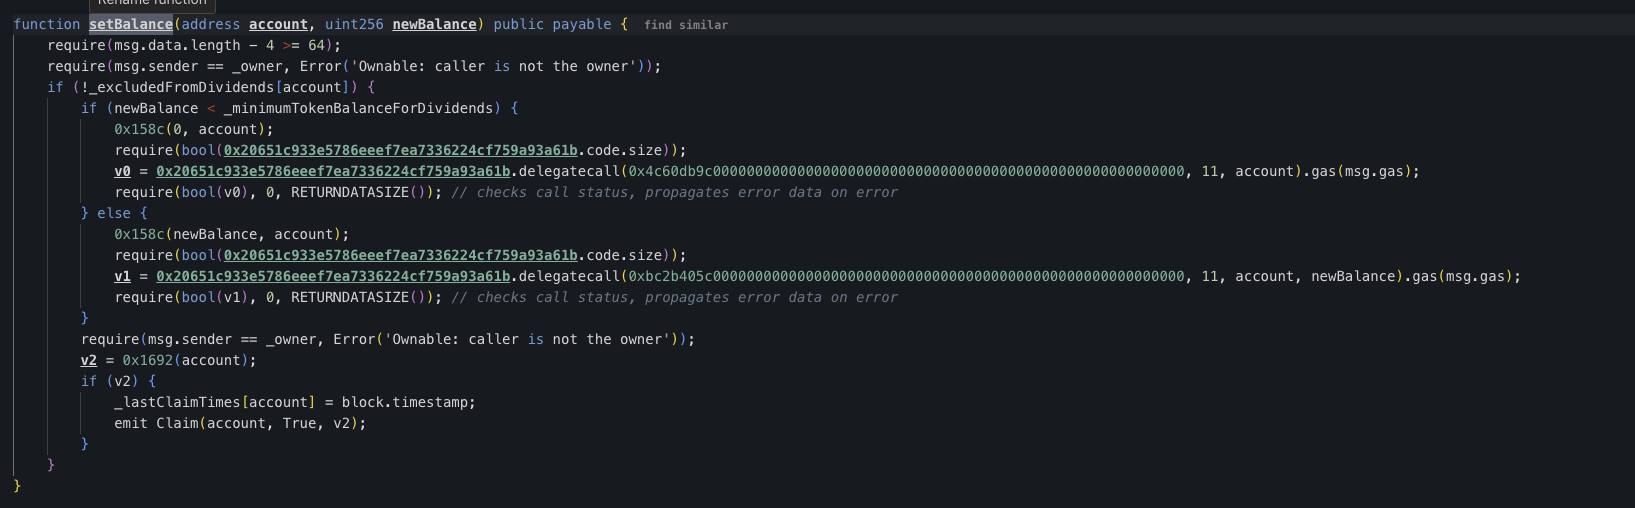 Rename function
function setBalance(address account, uint256 newBalance) public payable { find similar
require(msg.data.length - 4 >= 64);
require(msg.sender == _owner, Error('Ownable: caller is not the owner'));
if (!_excludedFromDividends[account]) {
if (newBalance < _minimumTokenBalanceForDividends) {
0x158c(0, account);
require(bool(0x20651c933e5786eeef7ea7336224cf759a93a61b.code.size));
v0 = 0x20651c933e5786eeef7ea7336224cf759a93a61b.delegatecall(0x4c60db9c00000000000000000000000000000000000000000000000000000000, 11, account).gas(msg.gas);
require(bool(v0), 0, RETURNDATASIZE()); // checks call status, propagates error data on error
} else {
0x158c(newBalance, account);
require(bool(0x20651c933e5786eeef7ea7336224cf759a93a61b.code.size));
v1 = 0x20651c933e5786eeef7ea7336224cf759a93a61b.delegatecall(0xbc2b405c00000000000000000000000000000000000000000000000000000000, 11, account, newBalance).gas(msg.gas);
require(bool(v1), 0, RETURNDATASIZE()); // checks call status, propagates error data on error
}
require(msg.sender == _owner, Error('Ownable: caller is not the owner'));
v2 = 0x1692(account);
if (v2) {
_lastClaimTimes[account] = block.timestamp;
emit Claim(account, True, v2);
}
}
}